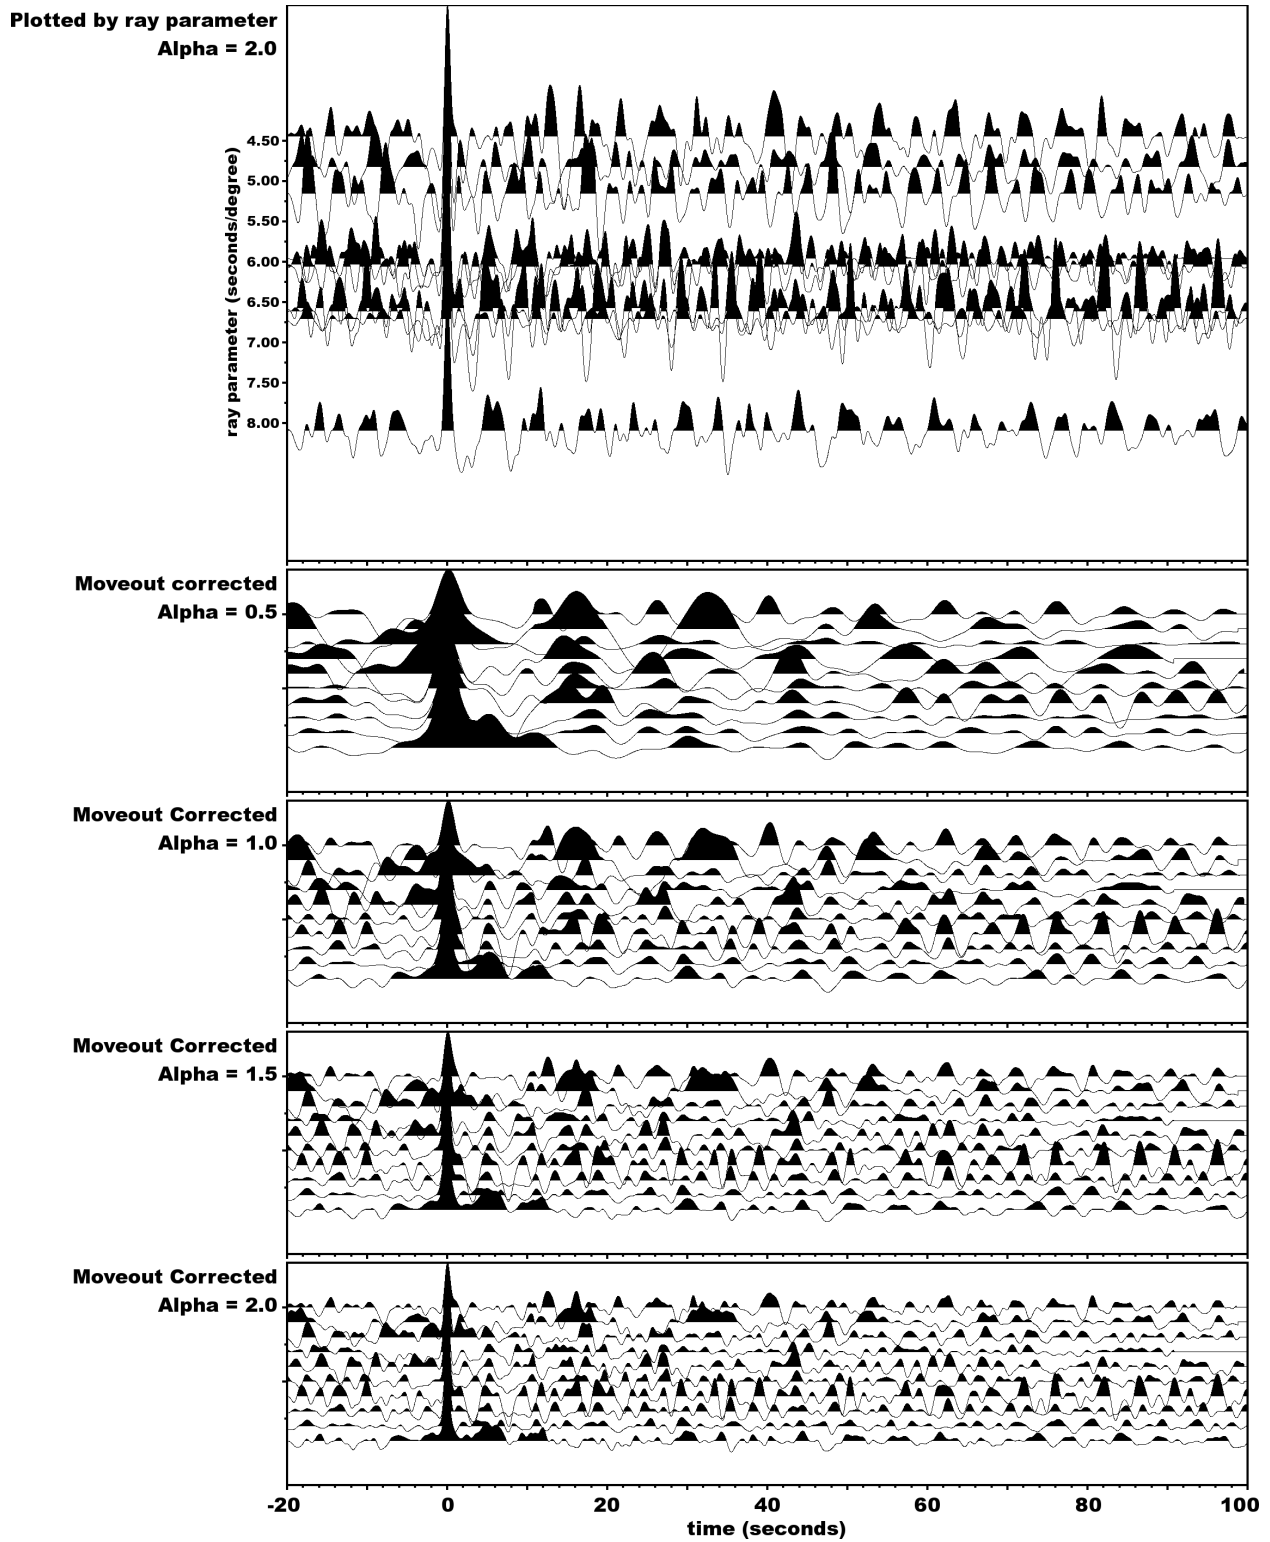 Plotted by ray parameter
Alpha = 2.0
ray parameter (seconds/degree)
4.50
5.00
5.50
6.00
6.50
7.00
7.50
8.00
Moveout corrected
Alpha = 0.5
Moveout Corrected
Alpha = 1.0
Moveout Corrected
Alpha = 1.5
Moveout Corrected
Alpha = 2.0
-20 0 20 40 60 80 100
time (seconds)